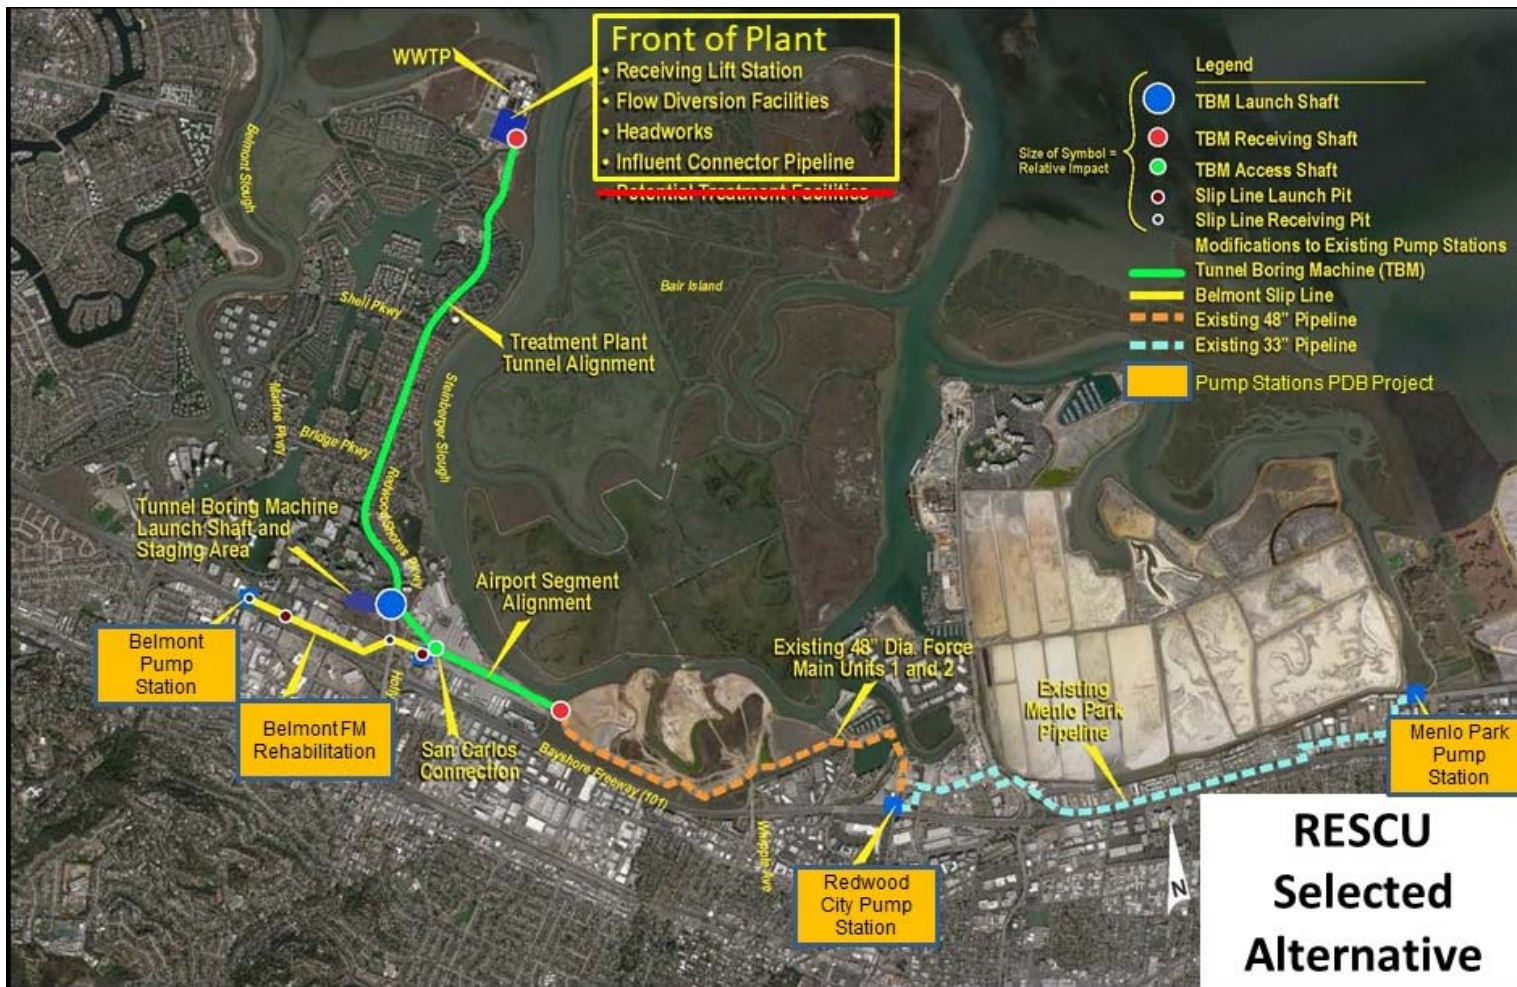 WWTP
Front of Plant
• Receiving Lift Station
• Flow Diversion Facilities
• Headworks
• Influent Connector Pipeline
• Potential Treatment Facilities
Legend
Size of Symbol =
Relative Impact
TBM Launch Shaft
TBM Receiving Shaft
TBM Access Shaft
Slip Line Launch Pit
Slip Line Receiving Pit
Modifications to Existing Pump Stations
Tunnel Boring Machine (TBM)
Belmont Slip Line
Existing 48" Pipeline
Existing 33" Pipeline
Pump Stations PDB Project
Belmont Slough
Bair Island
Shell Pkwy
Treatment Plant
Tunnel Alignment
Steinberger Slough
Marine Pkwy
Bridge Pkwy
Redwood Shores Pkwy
Tunnel Boring Machine
Launch Shaft and
Staging Area
Airport Segment
Alignment
Belmont
Pump
Station
Belmont FM
Rehabilitation
Holly
San Carlos
Connection
Bayshore Freeway (101)
Existing 48" Dia. Force
Main Units 1 and 2
Existing
Menlo Park
Pipeline
Menlo Park
Pump
Station
Whipple Ave
Redwood
City Pump
Station
N
RESCU
Selected
Alternative